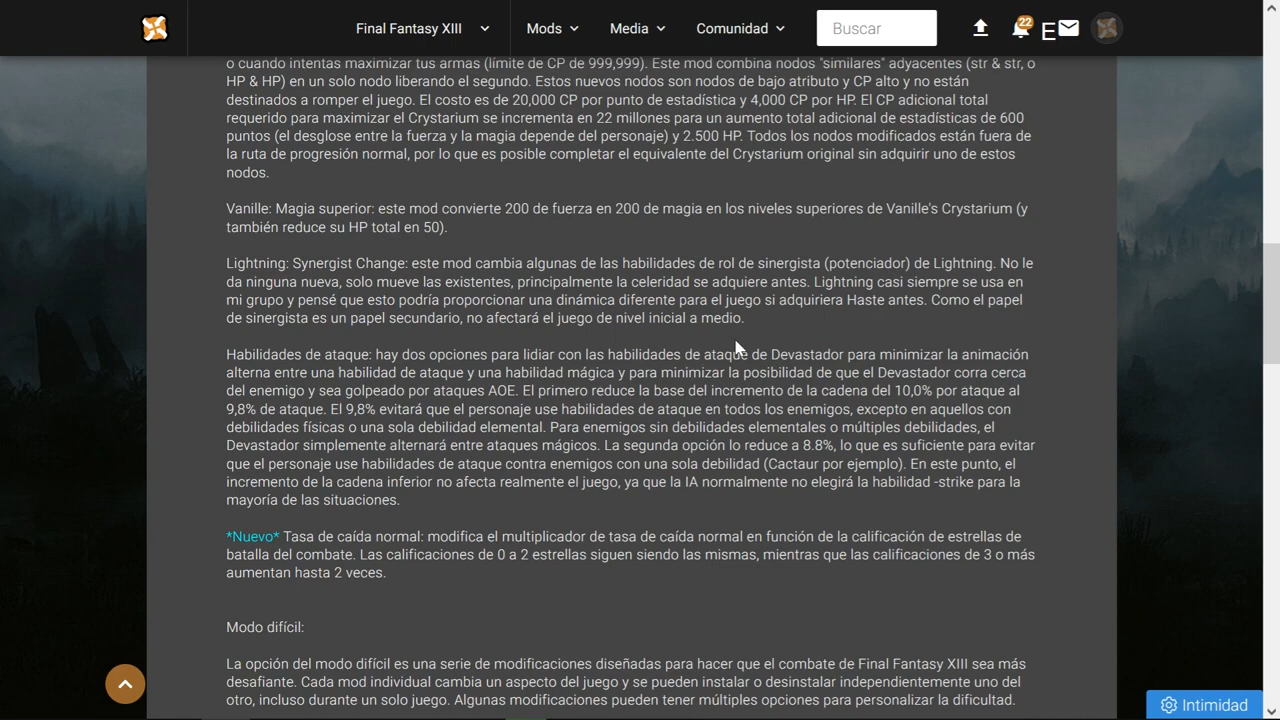 Final Fantasy XIII
Mods
Media
Comunidad
Buscar
22
E
o cuando intentas maximizar tus armas (límite de CP de 999,999). Este mod combina nodos "similares" adyacentes (str & str, o
HP & HP) en un solo nodo liberando el segundo. Estos nuevos nodos son nodos de bajo atributo y CP alto y no están
destinados a romper el juego. El costo es de 20,000 CP por punto de estadística y 4,000 CP por HP. El CP adicional total
requerido para maximizar el Crystarium se incrementa en 22 millones para un aumento total adicional de estadísticas de 600
puntos (el desglose entre la fuerza y la magia depende del personaje) y 2.500 HP. Todos los nodos modificados están fuera de
la ruta de progresión normal, por lo que es posible completar el equivalente del Crystarium original sin adquirir uno de estos
nodos.
Vanille: Magia superior: este mod convierte 200 de fuerza en 200 de magia en los niveles superiores de Vanille's Crystarium (y
también reduce su HP total en 50).
Lightning: Synergist Change: este mod cambia algunas de las habilidades de rol de sinergista (potenciador) de Lightning. No le
da ninguna nueva, solo mueve las existentes, principalmente la celeridad se adquiere antes. Lightning casi siempre se usa en
mi grupo y pensé que esto podría proporcionar una dinámica diferente para el juego si adquiriera Haste antes. Como el papel
de sinergista es un papel secundario, no afectará el juego de nivel inicial a medio.
Habilidades de ataque: hay dos opciones para lidiar con las habilidades de ataque de Devastador para minimizar la animación
alterna entre una habilidad de ataque y una habilidad mágica y para minimizar la posibilidad de que el Devastador corra cerca
del enemigo y sea golpeado por ataques AOE. El primero reduce la base del incremento de la cadena del 10,0% por ataque al
9,8% de ataque. El 9,8% evitará que el personaje use habilidades de ataque en todos los enemigos, excepto en aquellos con
debilidades físicas o una sola debilidad elemental. Para enemigos sin debilidades elementales o múltiples debilidades, el
Devastador simplemente alternará entre ataques mágicos. La segunda opción lo reduce a 8.8%, lo que es suficiente para evitar
que el personaje use habilidades de ataque contra enemigos con una sola debilidad (Cactaur por ejemplo). En este punto, el
incremento de la cadena inferior no afecta realmente el juego, ya que la IA normalmente no elegirá la habilidad -strike para la
mayoría de las situaciones.
*Nuevo* Tasa de caída normal: modifica el multiplicador de tasa de caída normal en función de la calificación de estrellas de
batalla del combate. Las calificaciones de 0 a 2 estrellas siguen siendo las mismas, mientras que las calificaciones de 3 o más
aumentan hasta 2 veces.
Modo difícil:
La opción del modo difícil es una serie de modificaciones diseñadas para hacer que el combate de Final Fantasy XIII sea más
desafiante. Cada mod individual cambia un aspecto del juego y se pueden instalar o desinstalar independientemente uno del
otro, incluso durante un solo juego. Algunas modificaciones pueden tener múltiples opciones para personalizar la dificultad.
Intimidad